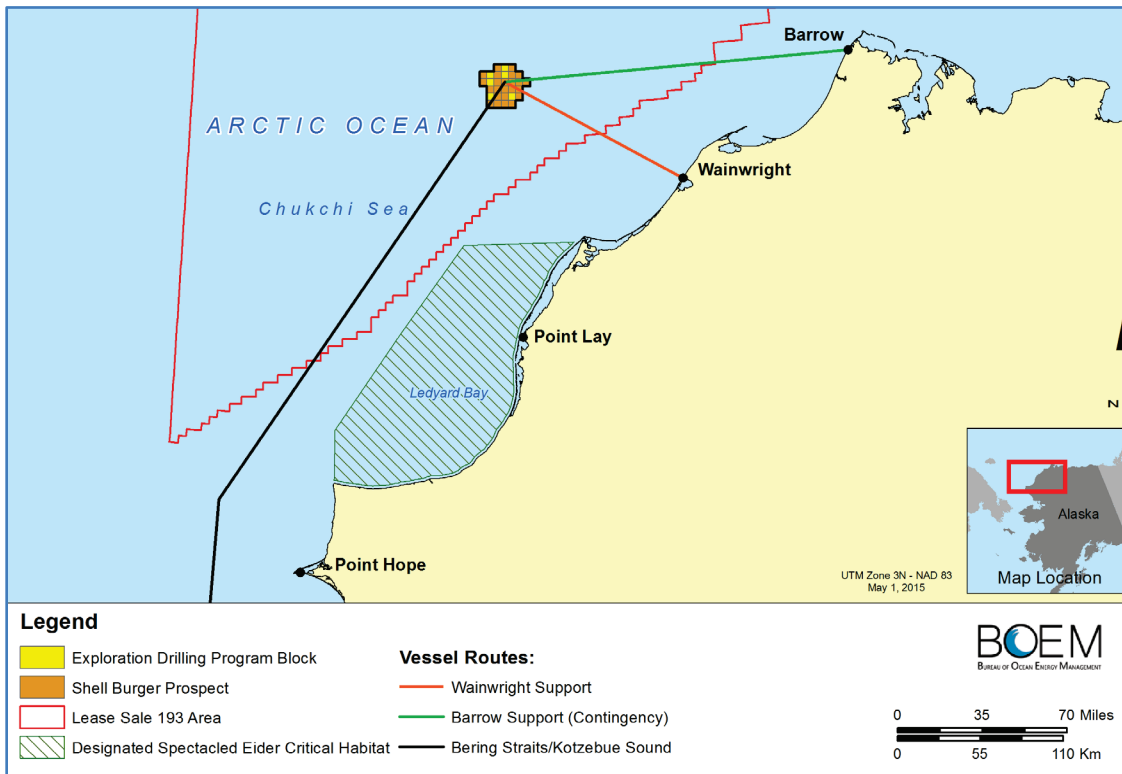 Barrow
ARCTIC OCEAN
Wainwright
Chukchi Sea
Point Lay
Ledyard Bay
Z
Alaska
Point Hope
UTM Zone 3N - NAD 83
May 1, 2015
Map Location
Legend
Exploration Drilling Program Block
Shell Burger Prospect
Lease Sale 193 Area
Designated Spectacled Eider Critical Habitat
Vessel Routes:
Wainwright Support
Barrow Support (Contingency)
Bering Straits/Kotzebue Sound
BOEM
BUREAU OF OCEAN ENERGY MANAGEMENT
0 35 70 Miles
0 55 110 Km